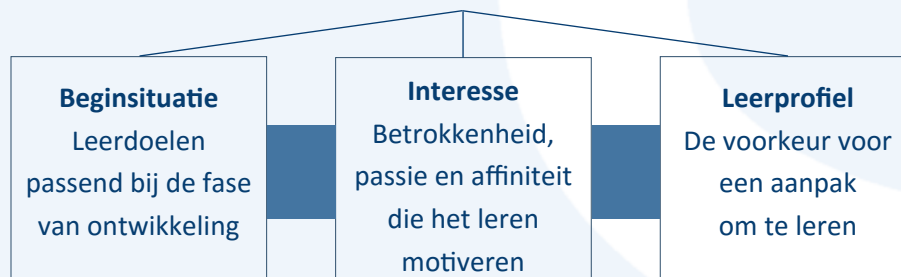 Beginsituatie
Leerdoelen
passend bij de fase
van ontwikkeling
Interesse
Betrokkenheid,
passie en affiniteit
die het leren
motiveren
Leerprofiel
De voorkeur voor
een aanpak
om te leren